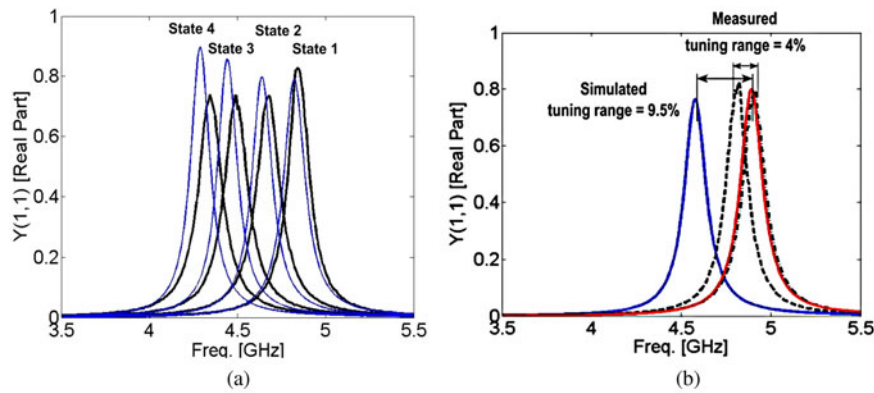 State 4
State 2
State 3
State 1
Y(1,1) [Real Part]
1
0.8
0.6
0.4
0.2
0
3.5 4 4.5 5 5.5
Freq. [GHz]
(a)
Measured
tuning range = 4%
Simulated
tuning range = 9.5%
Y(1,1) [Real Part]
1
0.8
0.6
0.4
0.2
0
3.5 4 4.5 5 5.5
Freq. [GHz]
(b)